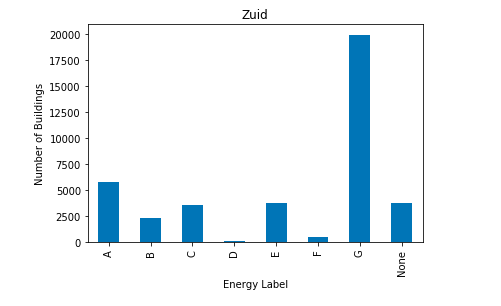 Zuid
20000
17500
15000
12500
10000
7500
5000
2500
0
Number of Buildings
A
B
C
D
E
F
G
None
Energy Label